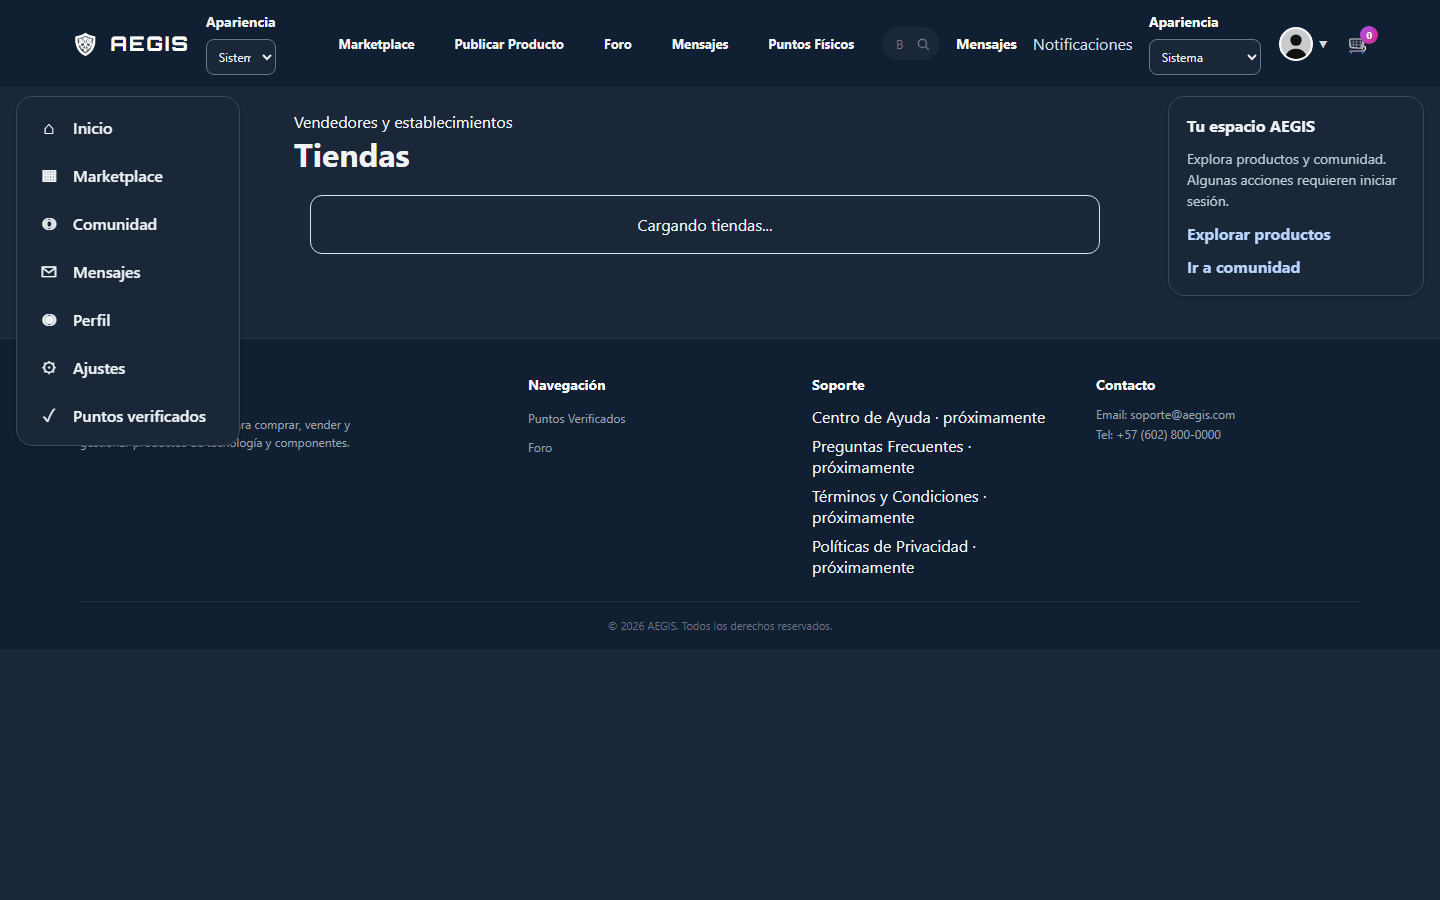 AEGIS
Apariencia
Sistem
Marketplace
Publicar Producto
Foro
Mensajes
Puntos Físicos
B
Mensajes
Notificaciones
Apariencia
Sistema
▼
0
Inicio
Marketplace
Comunidad
Mensajes
Perfil
Ajustes
Puntos verificados
Vendedores y establecimientos
Tiendas
Cargando tiendas...
Tu espacio AEGIS
Explora productos y comunidad.
Algunas acciones requieren iniciar
sesión.
Explorar productos
Ir a comunidad
ra comprar, vender y
tecnología y componentes.
Navegación
Puntos Verificados
Foro
Soporte
Centro de Ayuda · próximamente
Preguntas Frecuentes ·
próximamente
Términos y Condiciones ·
próximamente
Políticas de Privacidad ·
próximamente
Contacto
Email: soporte@aegis.com
Tel: +57 (602) 800-0000
© 2026 AEGIS. Todos los derechos reservados.